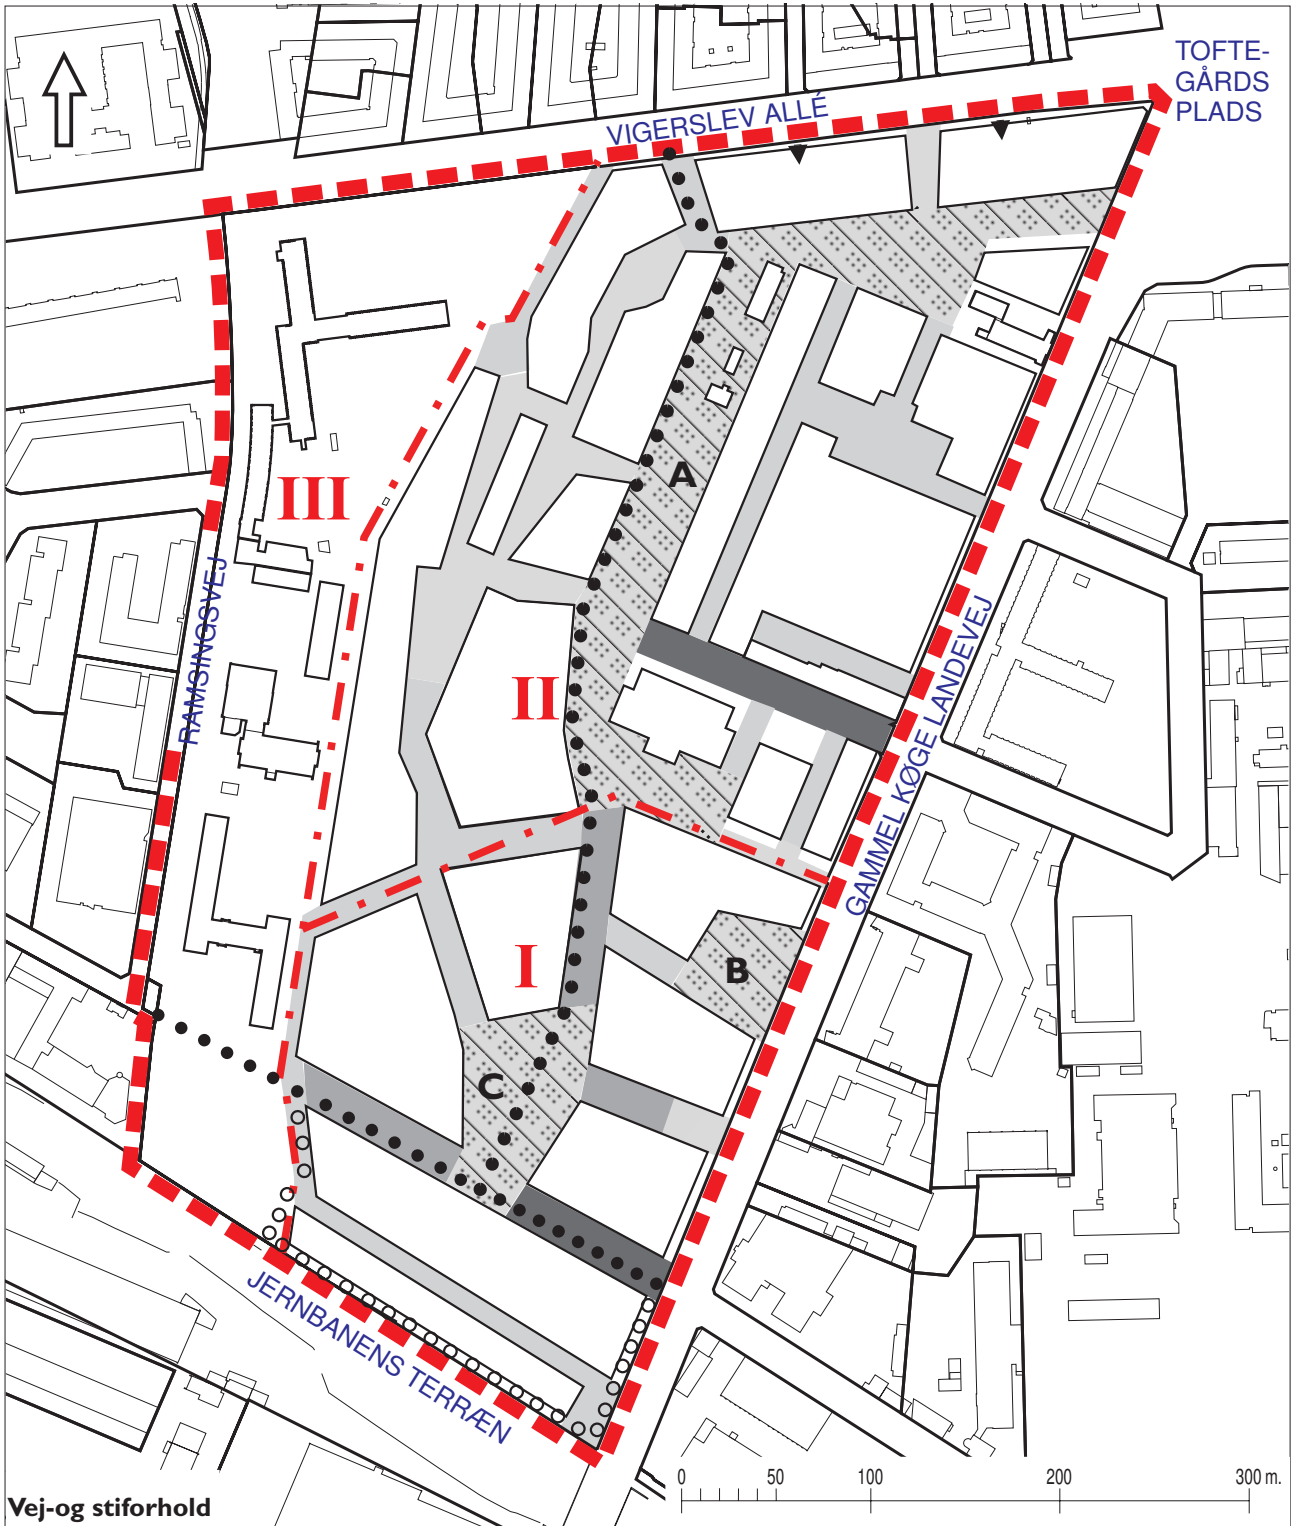 TOFTE-
GÅRDS
PLADS
VIGERSLEV ALLÉ
A
III
RAMSINGSVEJ
II
GAMMEL KØGE LANDEVEJ
I
B
C
JERNBANENS TERRÆN
0 50 100 200 300 m.
Vej-og stiforhold